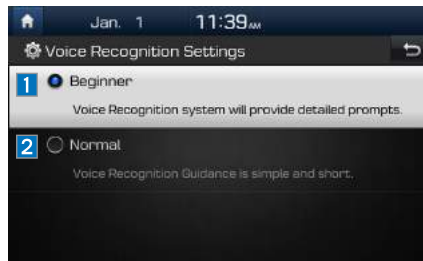 Jan. 1 11:39AM
Voice Recognition Settings
1 Beginner
Voice Recognition system will provide detailed prompts.
2 Normal
Voice Recognition Guidance is simple and short.